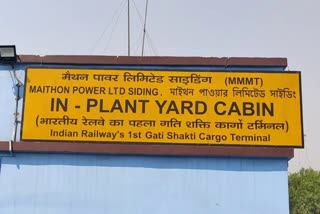 मैथन पावर लिमिटेड साइडिंग (MMMT)
MAITHON POWER LTD SIDING. মাইথন পাওয়ার লিমিটেড সাইডিং
IN - PLANT YARD CABIN
(भारतीय रेलवे का पहला गति शक्ति कार्गो टर्मिनल)
Indian Railway's 1st Gati Shakti Cargo Terminal